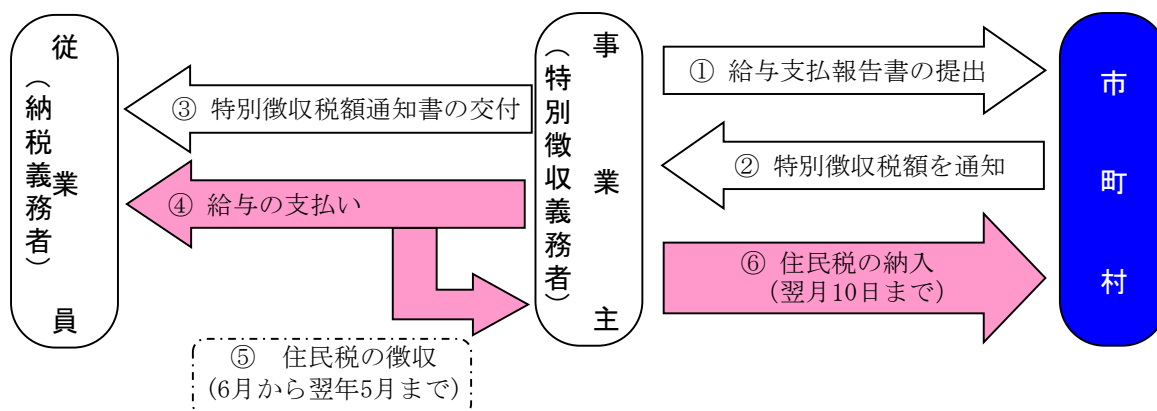 従業員
（納税義務者）
事業主
（特別徴収義務者）
市町村
① 給与支払報告書の提出
② 特別徴収税額を通知
③ 特別徴収税額通知書の交付
④ 給与の支払い
⑤　住民税の徴収
(6月から翌年5月まで)
⑥ 住民税の納入
(翌月10日まで)